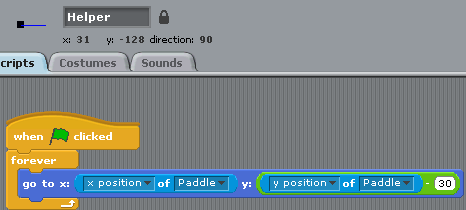 Helper
x: 31 y: -128 direction: 90
cripts Costumes Sounds
when clicked
forever
go to x: x position of Paddle y: y position of Paddle - 30